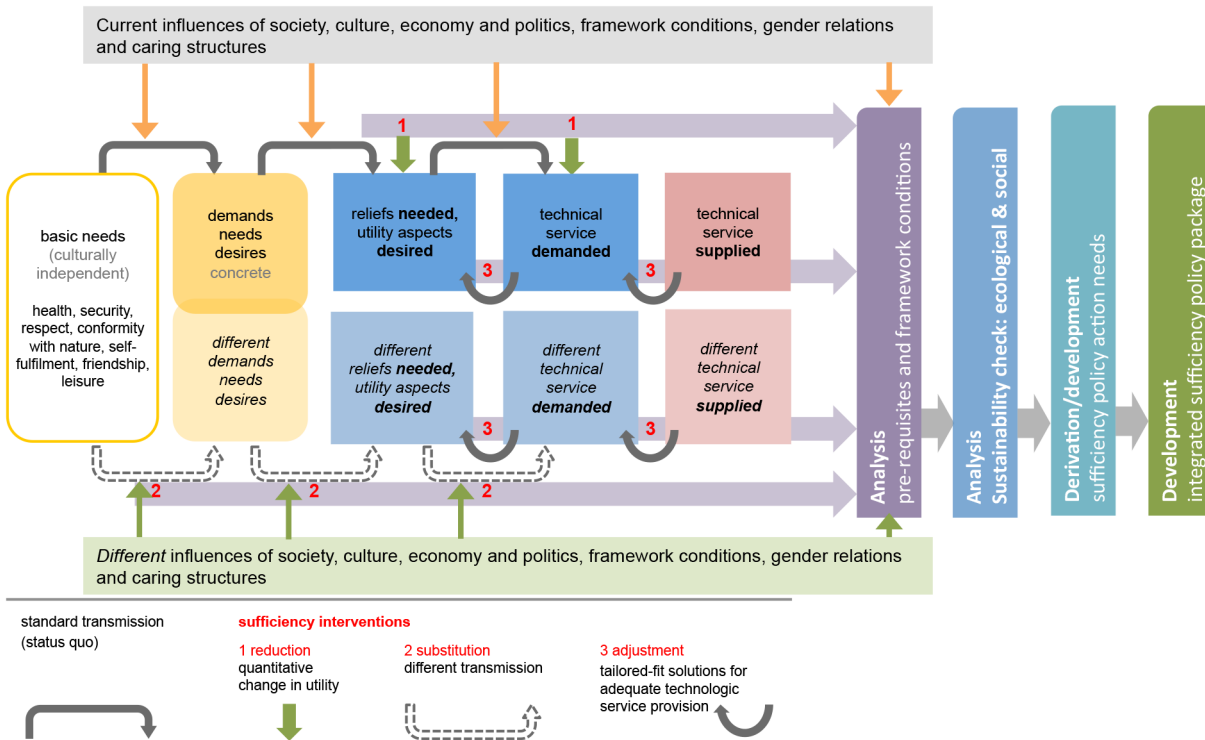 Current influences of society, culture, economy and politics, framework conditions, gender relations
and caring structures
1
1
basic needs
(culturally
independent)
health, security,
respect, conformity
with nature, self-
fulfilment, friendship,
leisure
demands
needs
desires
concrete
reliefs needed,
utility aspects
desired
technical
service
demanded
technical
service
supplied
3
3
different
demands
needs
desires
different
reliefs needed,
utility aspects
desired
different
technical
service
demanded
different
technical
service
supplied
3
3
2
2
2
Analysis
pre-requisites and framework conditions
Analysis
Sustainability check: ecological & social
Derivation/development
sufficiency policy action needs
Development
integrated sufficiency policy package
Different influences of society, culture, economy and politics, framework conditions, gender relations
and caring structures
standard transmission
(status quo)
sufficiency interventions
1 reduction
quantitative
change in utility
2 substitution
different transmission
3 adjustment
tailored-fit solutions for
adequate technologic
service provision